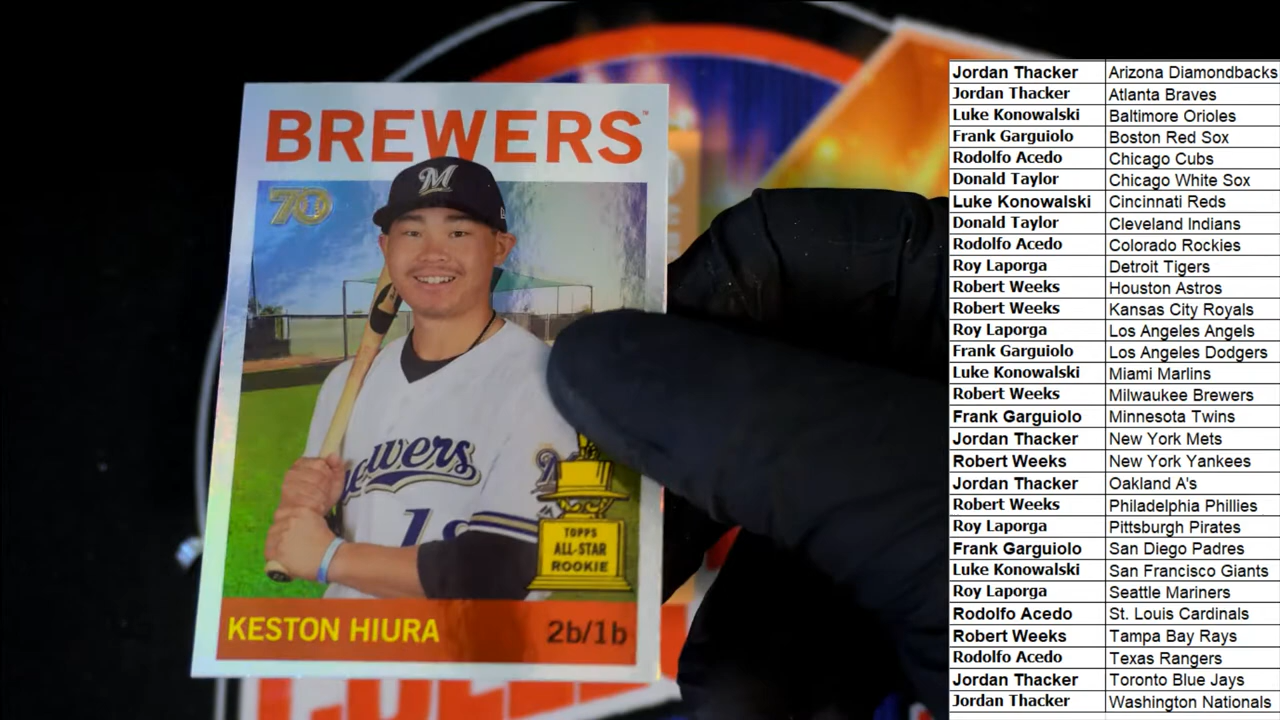 BREWERS™
70
M
Brewers
TOPPS
ALL-STAR
ROOKIE
KESTON HIURA 2b/1b
Jordan Thacker Arizona Diamondbacks
Jordan Thacker Atlanta Braves
Luke Konowalski Baltimore Orioles
Frank Garguiolo Boston Red Sox
Rodolfo Acedo Chicago Cubs
Donald Taylor Chicago White Sox
Luke Konowalski Cincinnati Reds
Donald Taylor Cleveland Indians
Rodolfo Acedo Colorado Rockies
Roy Laporga Detroit Tigers
Robert Weeks Houston Astros
Robert Weeks Kansas City Royals
Roy Laporga Los Angeles Angels
Frank Garguiolo Los Angeles Dodgers
Luke Konowalski Miami Marlins
Robert Weeks Milwaukee Brewers
Frank Garguiolo Minnesota Twins
Jordan Thacker New York Mets
Robert Weeks New York Yankees
Jordan Thacker Oakland A's
Robert Weeks Philadelphia Phillies
Roy Laporga Pittsburgh Pirates
Frank Garguiolo San Diego Padres
Luke Konowalski San Francisco Giants
Roy Laporga Seattle Mariners
Rodolfo Acedo St. Louis Cardinals
Robert Weeks Tampa Bay Rays
Rodolfo Acedo Texas Rangers
Jordan Thacker Toronto Blue Jays
Jordan Thacker Washington Nationals